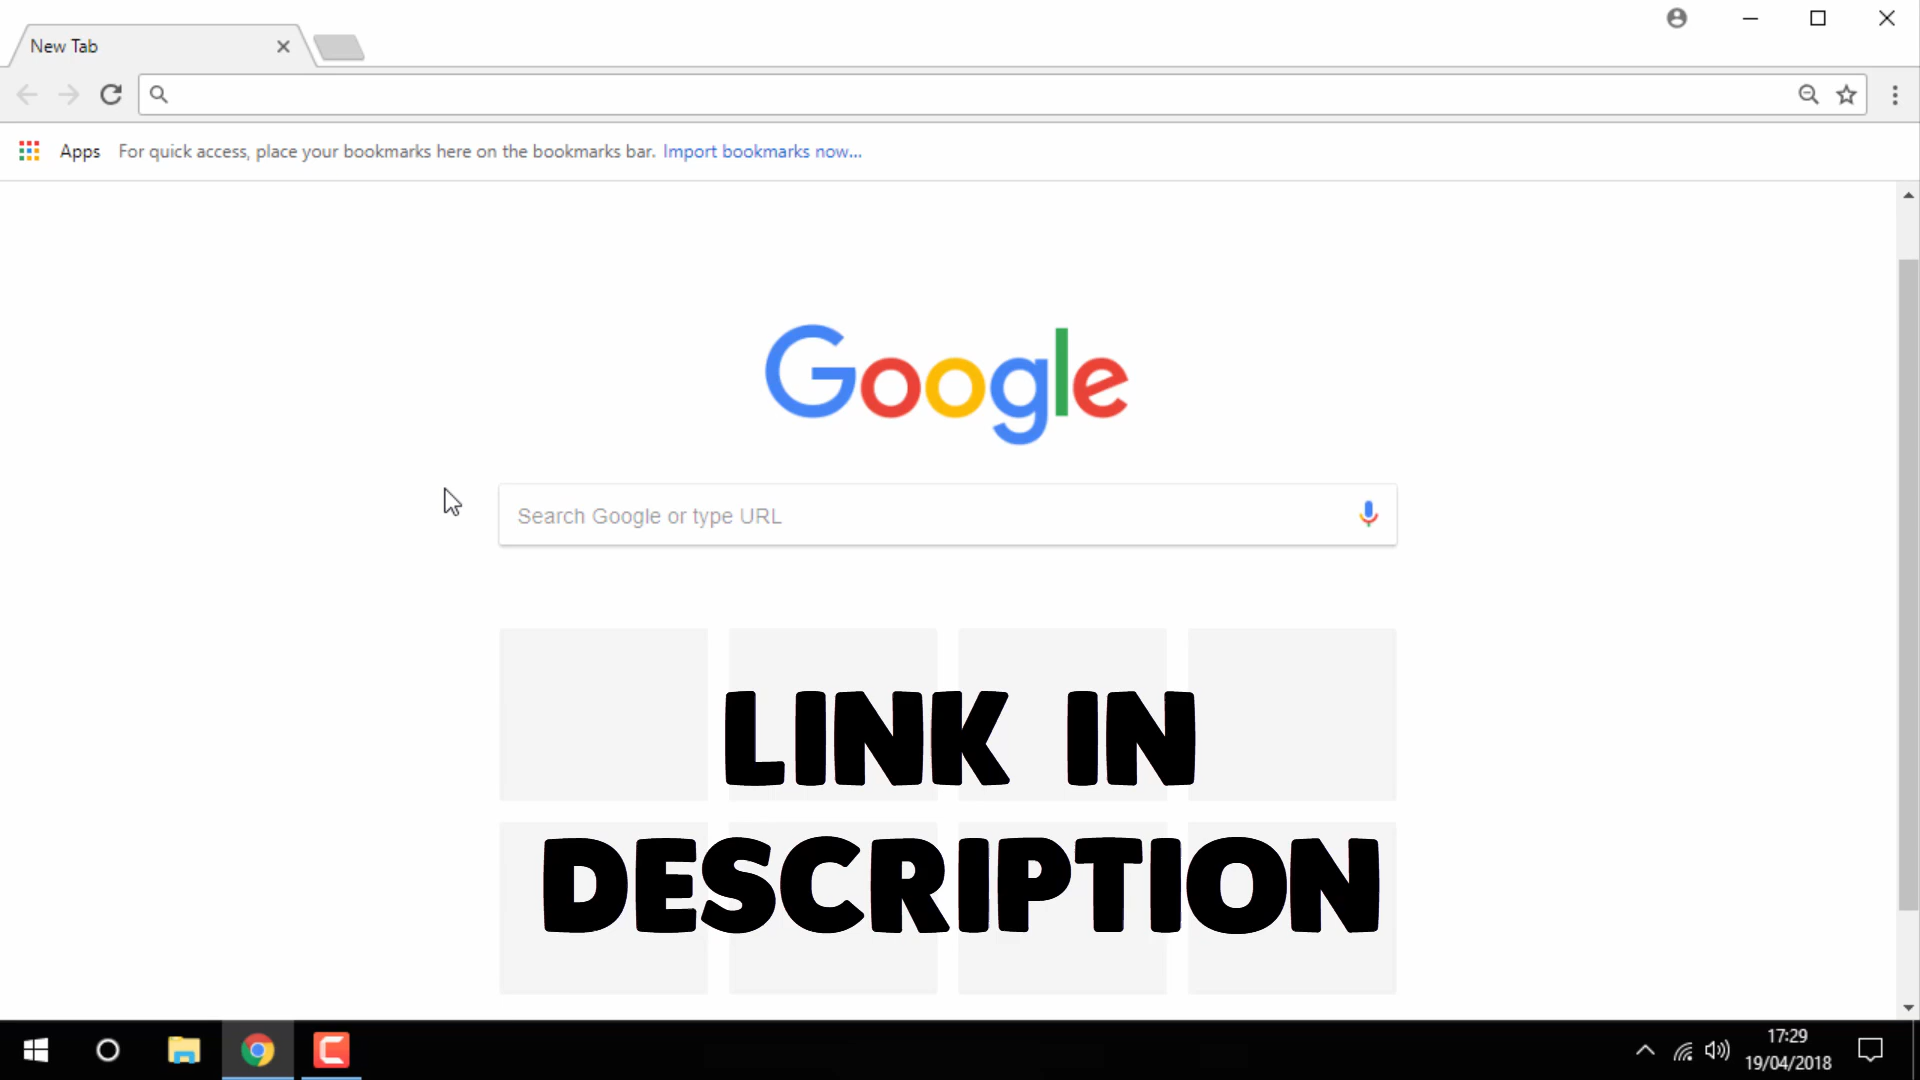 New Tab
Apps For quick access, place your bookmarks here on the bookmarks bar. Import bookmarks now...
Google
Search Google or type URL
LINK IN
DESCRIPTION
17:29
19/04/2018